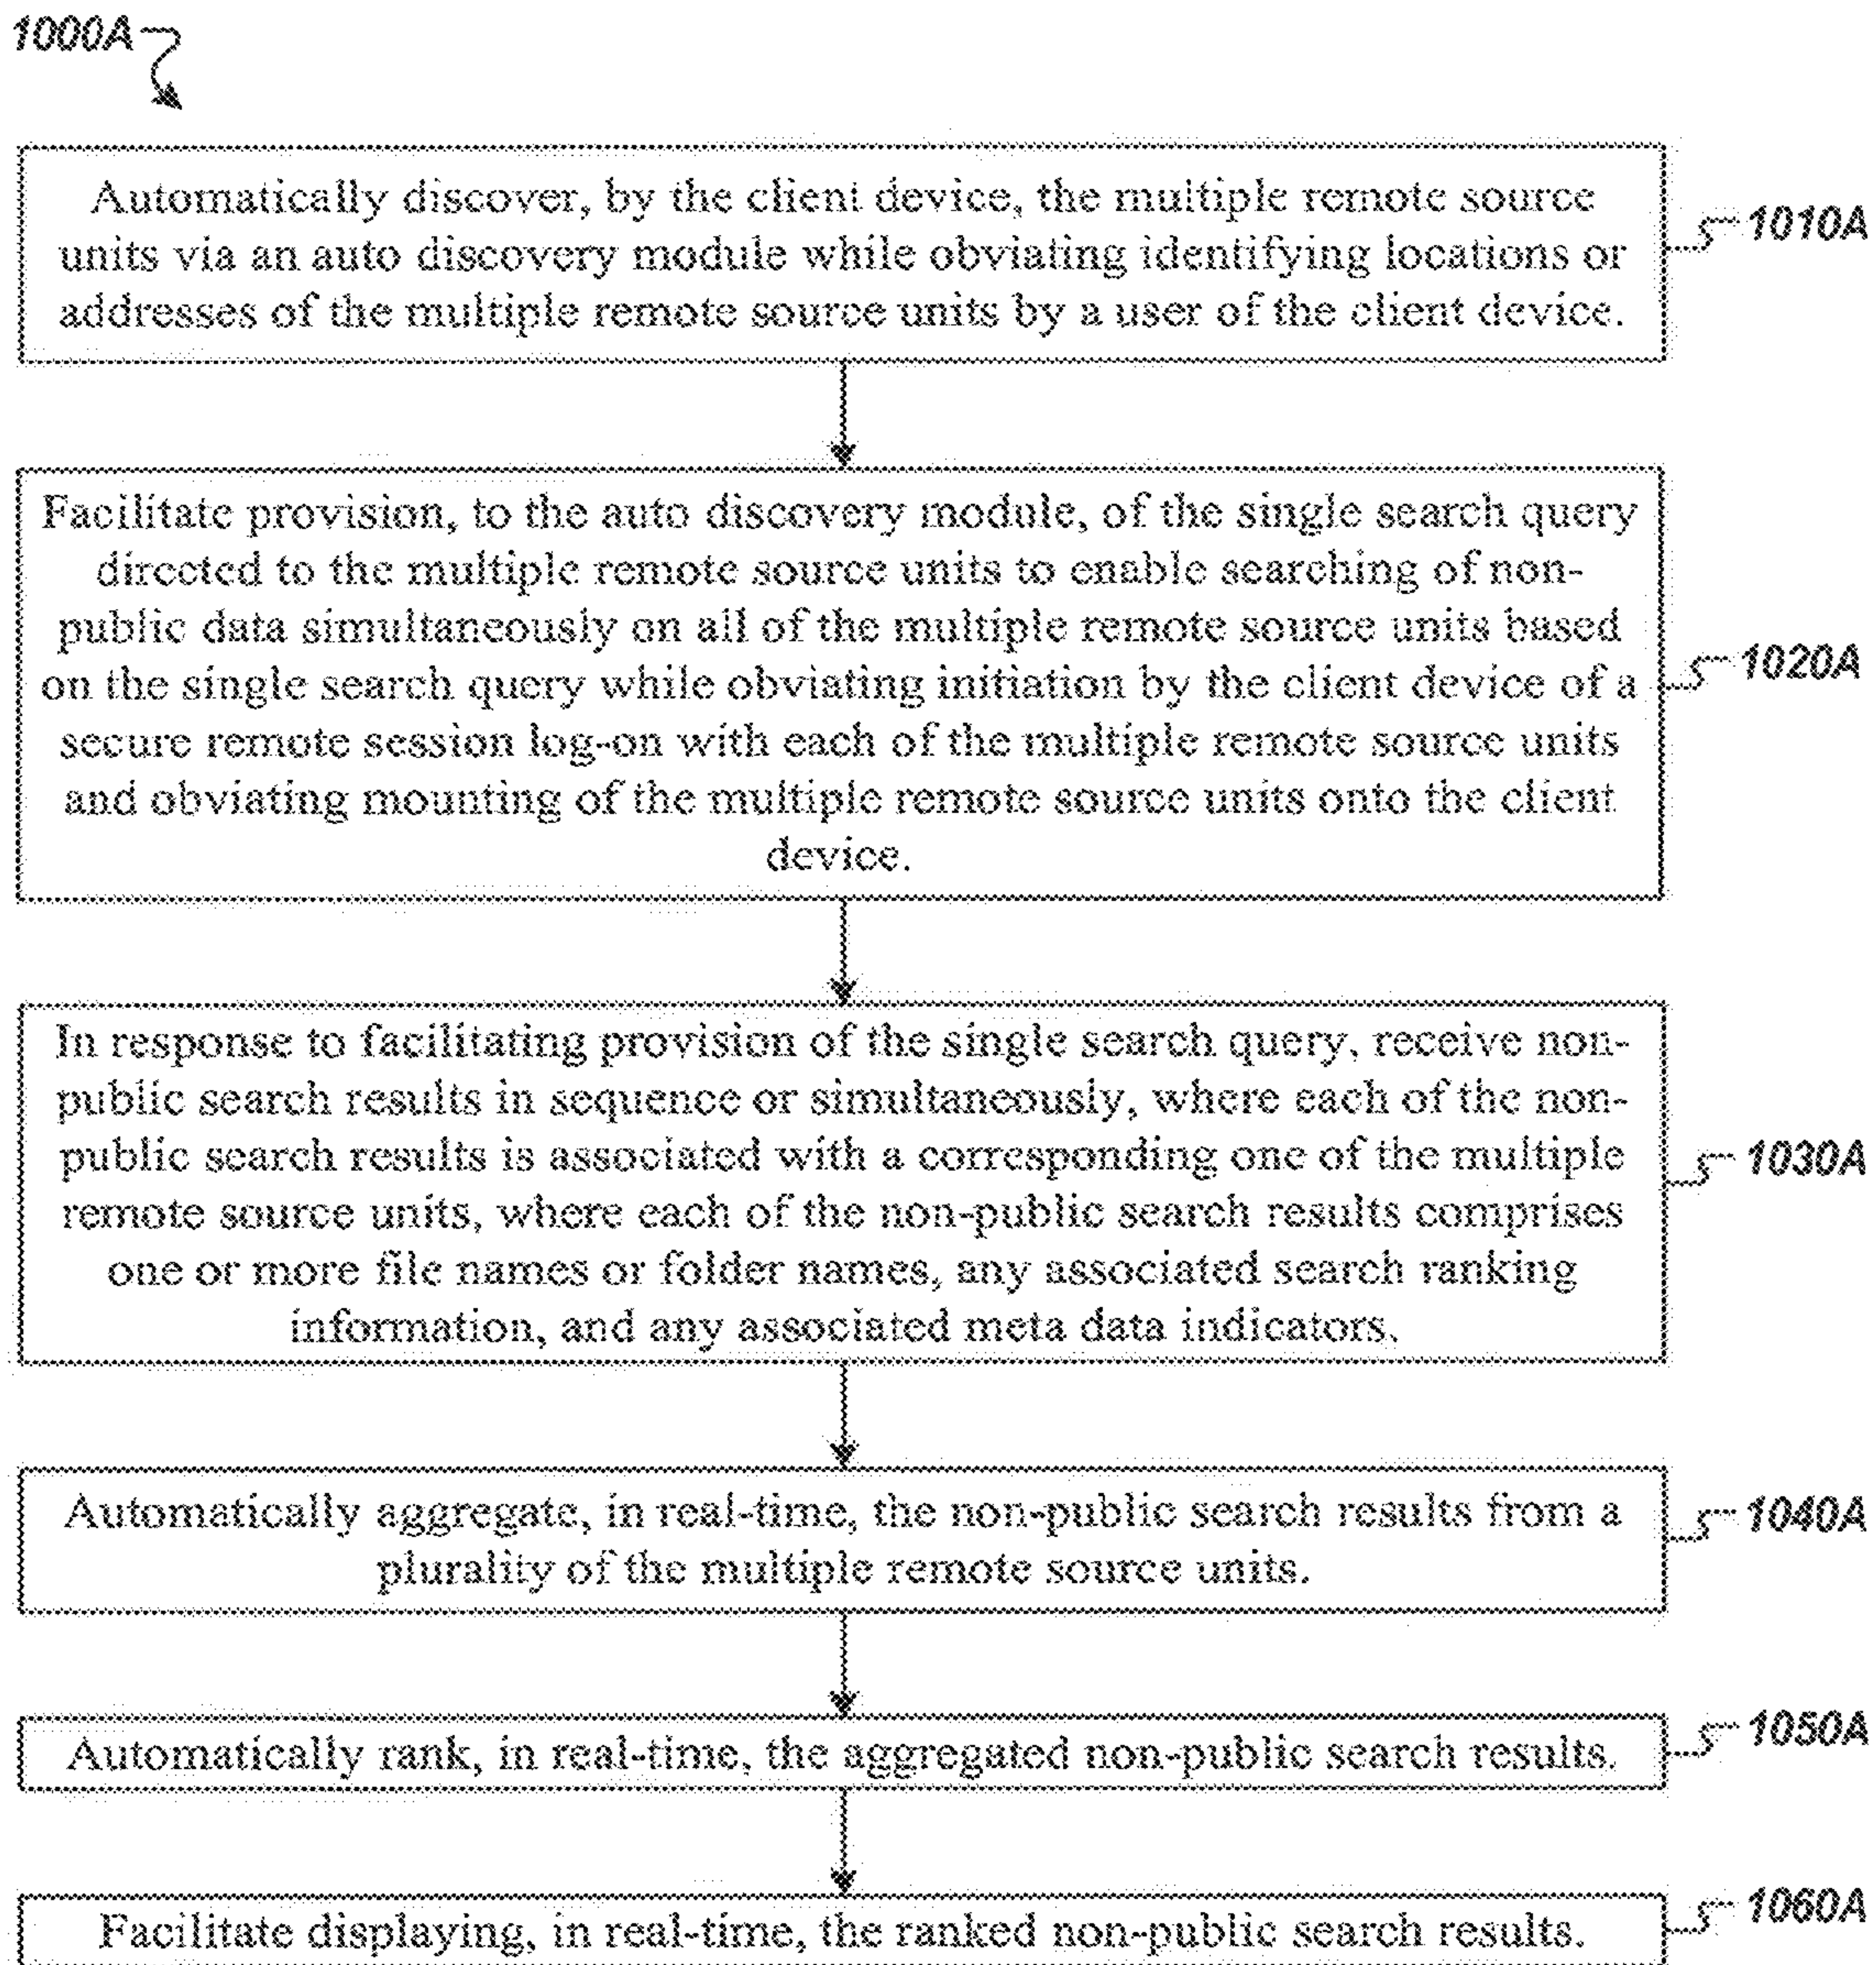 1000A
Automatically discover, by the client device, the multiple remote source
units via an auto discovery module while obviating identifying locations or
addresses of the multiple remote source units by a user of the client device.
1010A
Facilitate provision, to the auto discovery module, of the single search query
directed to the multiple remote source units to enable searching of non-
public data simultaneously on all of the multiple remote source units based
on the single search query while obviating initiation by the client device of a
secure remote session log-on with each of the multiple remote source units
and obviating mounting of the multiple remote source units onto the client
device.
1020A
In response to facilitating provision of the single search query, receive non-
public search results in sequence or simultaneously, where each of the non-
public search results is associated with a corresponding one of the multiple
remote source units, where each of the non-public search results comprises
one or more file names or folder names, any associated search ranking
information, and any associated meta data indicators.
1030A
Automatically aggregate, in real-time, the non-public search results from a
plurality of the multiple remote source units.
1040A
Automatically rank, in real-time, the aggregated non-public search results.
1050A
Facilitate displaying, in real-time, the ranked non-public search results.
1060A